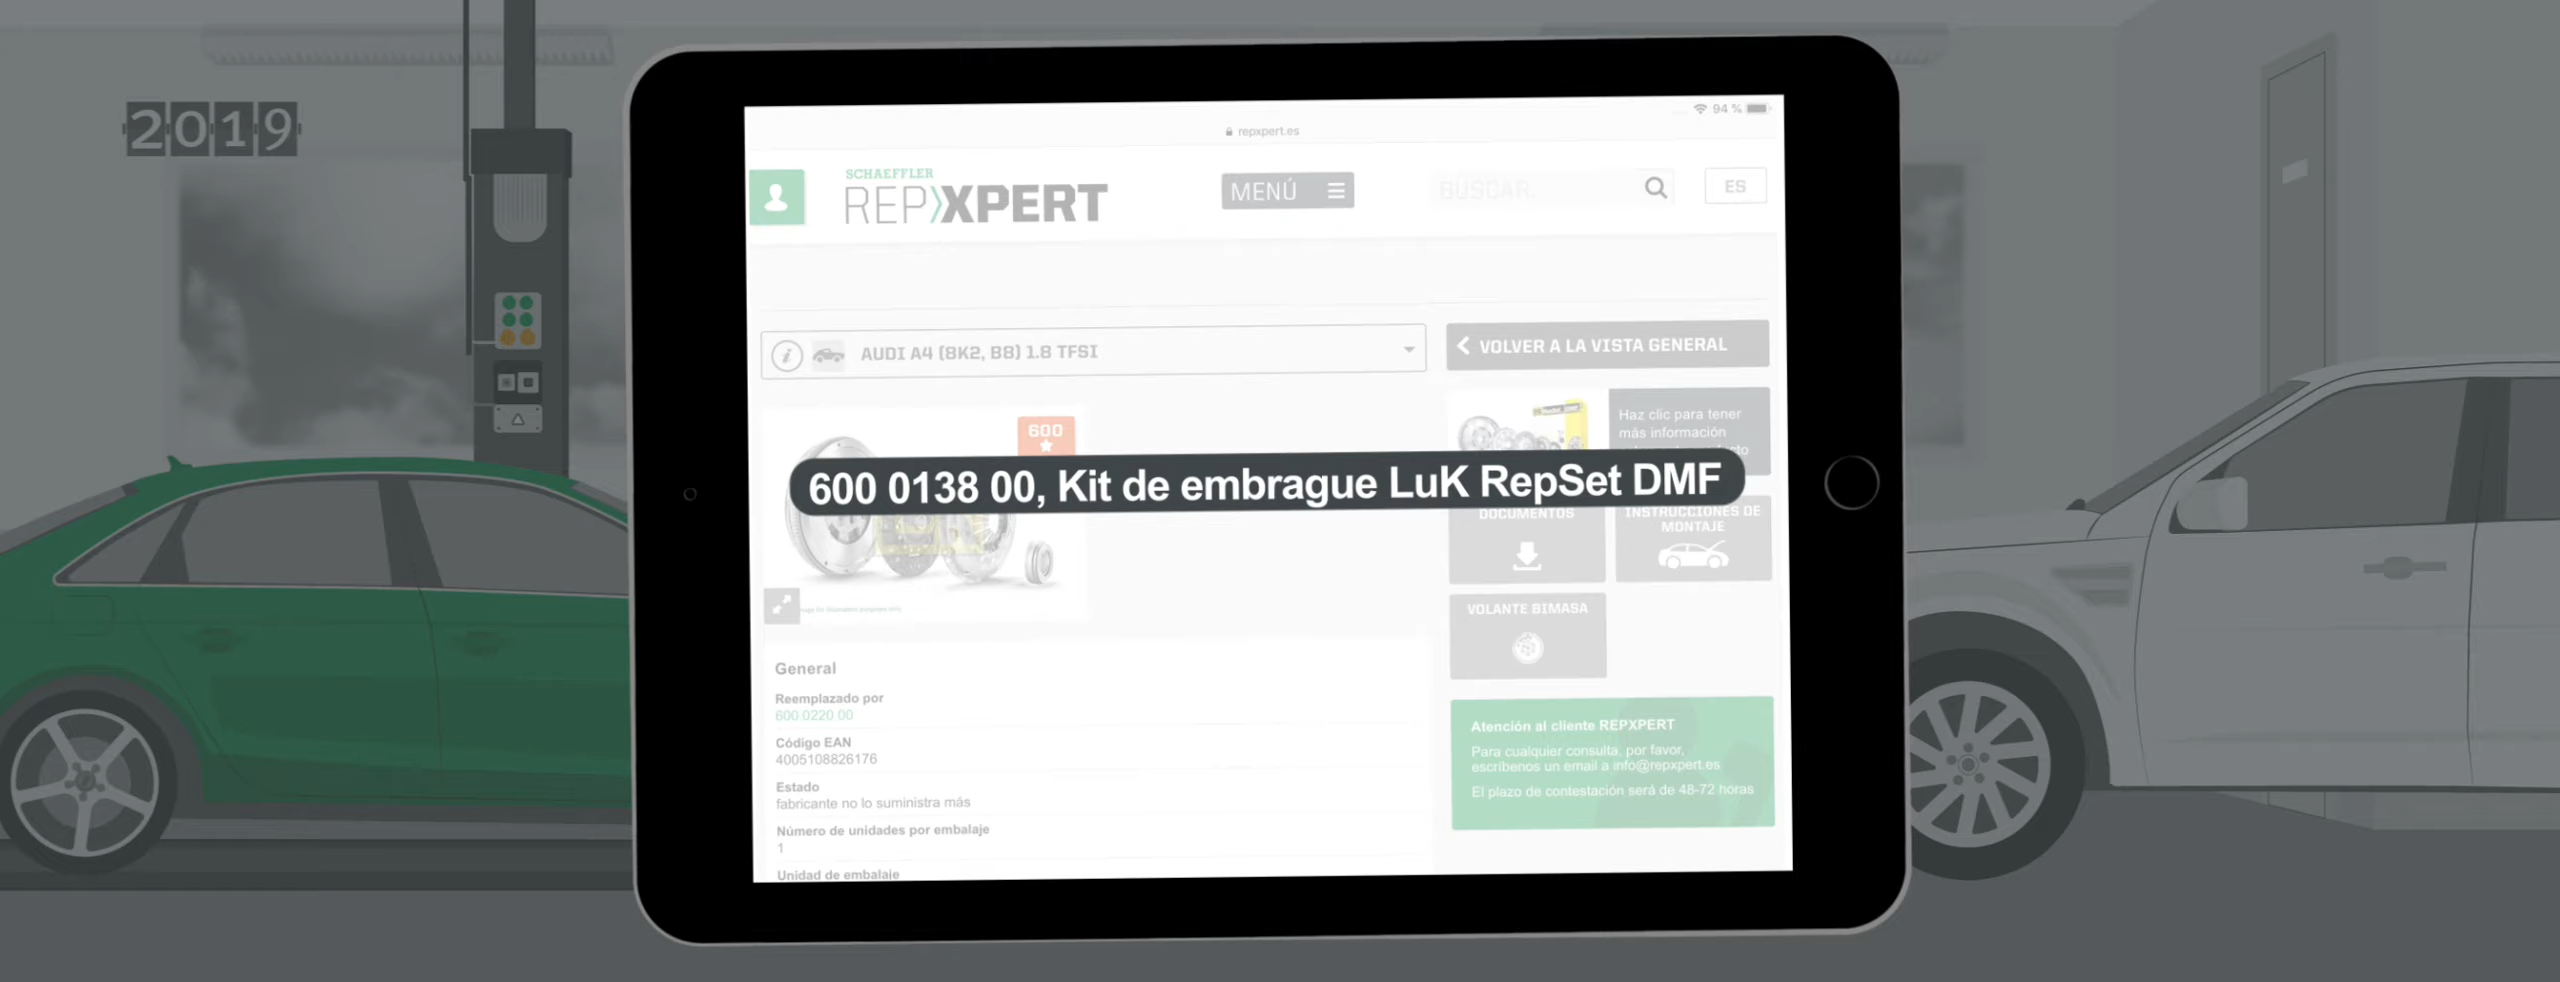 2019
94 %
repxpert.es
SCHAEFFLER
REPXPERT
MENÚ
BUSCAR.
ES
AUDI A4 (8K2, B8) 1.8 TFSI
VOLVER A LA VISTA GENERAL
600
Haz clic para tener
más información
600 0138 00, Kit de embrague LuK RepSet DMF
DOCUMENTOS
INSTRUCCIONES DE
MONTAJE
VOLANTE BIMASA
General
Reemplazado por
600 0220 00
Código EAN
4005108826176
Estado
fabricante no lo suministra más
Número de unidades por embalaje
1
Unidad de embalaje
Atención al cliente REPXPERT
Para cualquier consulta, por favor,
escríbenos un email a info@repxpert.es
El plazo de contestación será de 48-72 horas